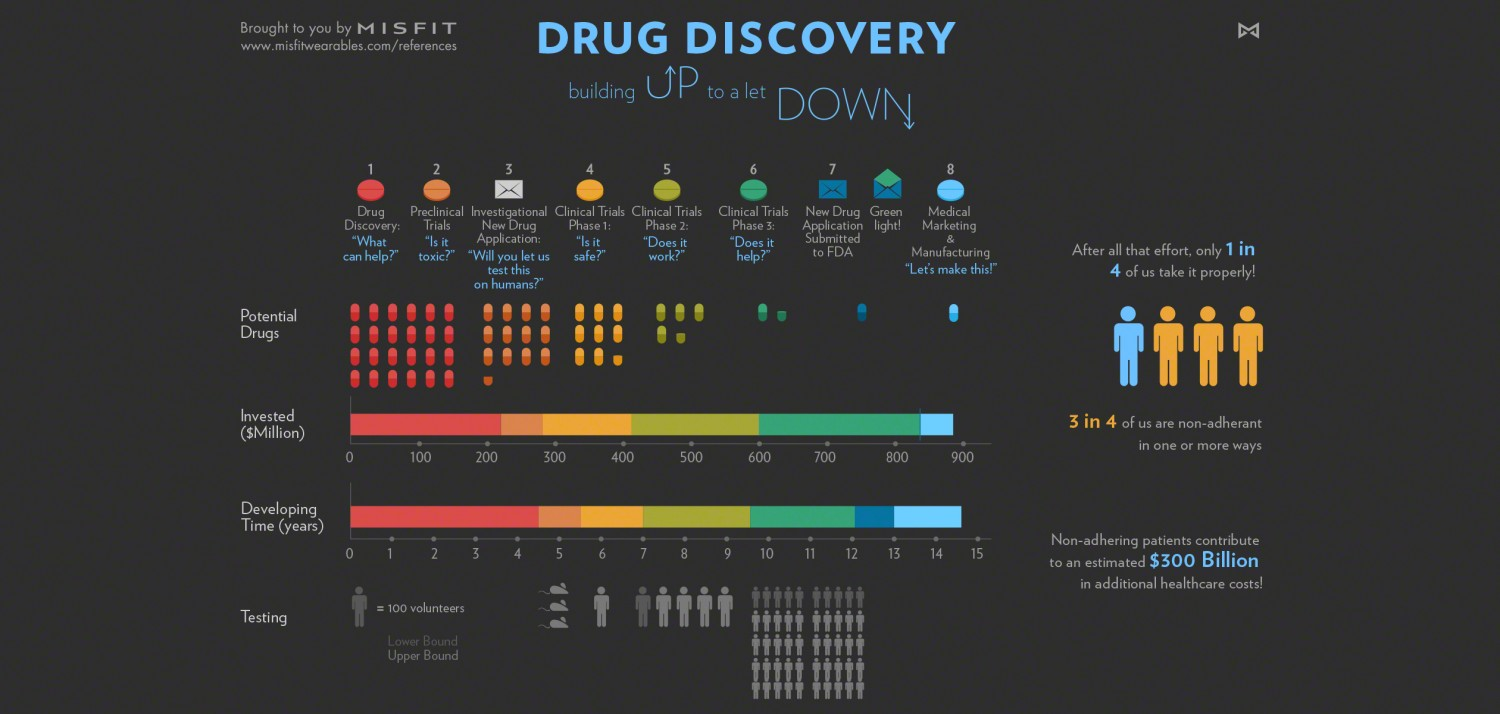 Brought to you by MISFIT
www.misfitwearables.com/references
DRUG DISCOVERY
building UP to a let DOWN
1
Drug
Discovery:
“What
can help?”
2
Preclinical
Trials
“Is it
toxic?”
3
Investigational
New Drug
Application:
“Will you let us
test this
on humans?”
4
Clinical Trials
Phase 1:
“Is it
safe?”
5
Clinical Trials
Phase 2:
“Does it
work?”
6
Clinical Trials
Phase 3:
“Does it
help?”
7
New Drug
Application
Submitted
to FDA
Green
light!
8
Medical
Marketing
&
Manufacturing
“Let’s make this!”
Potential
Drugs
Invested
($Million)
0 100 200 300 400 500 600 700 800 900
Developing
Time (years)
0 1 2 3 4 5 6 7 8 9 10 11 12 13 14 15
Testing
= 100 volunteers
Lower Bound
Upper Bound
After all that effort, only 1 in
4 of us take it properly!
3 in 4 of us are non-adherant
in one or more ways
Non-adhering patients contribute
to an estimated $300 Billion
in additional healthcare costs!